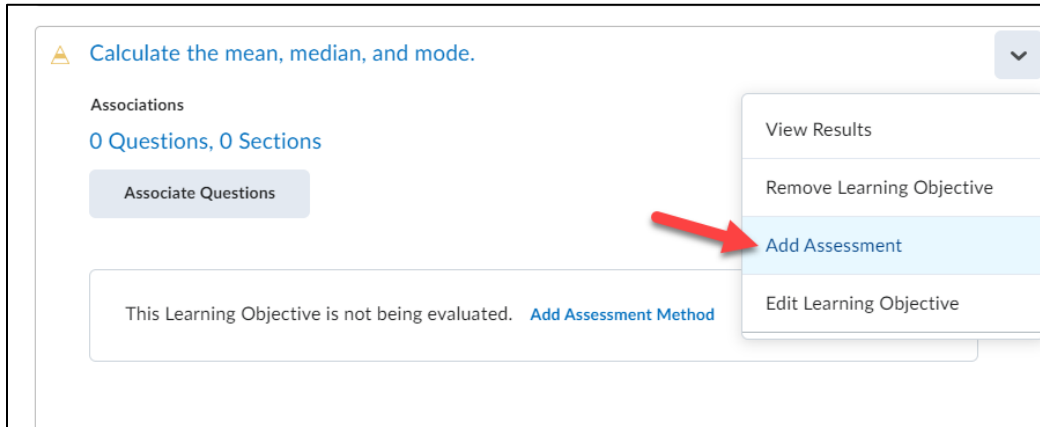 Calculate the mean, median, and mode.
Associations
0 Questions, 0 Sections
Associate Questions
This Learning Objective is not being evaluated. Add Assessment Method
View Results
Remove Learning Objective
Add Assessment
Edit Learning Objective